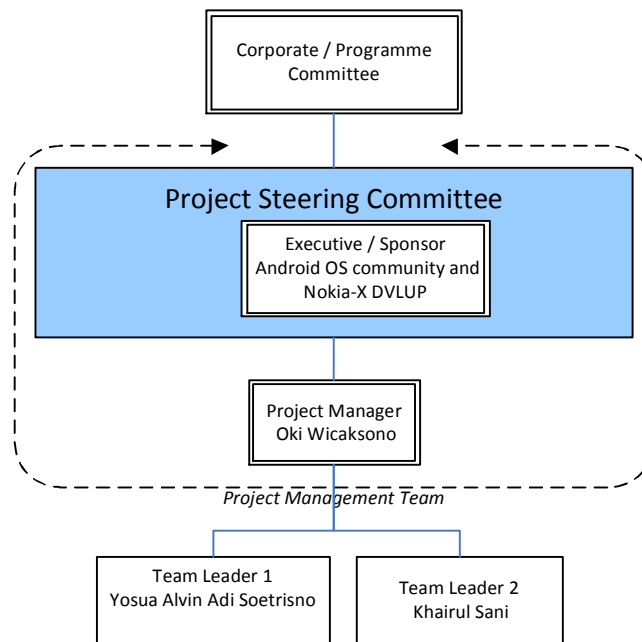 Corporate / Programme
Committee
Project Steering Committee
Executive / Sponsor
Android OS community and
Nokia-X DVLUP
Project Manager
Oki Wicaksono
Project Management Team
Team Leader 1
Yosua Alvin Adi Soetrisno
Team Leader 2
Khairul Sani